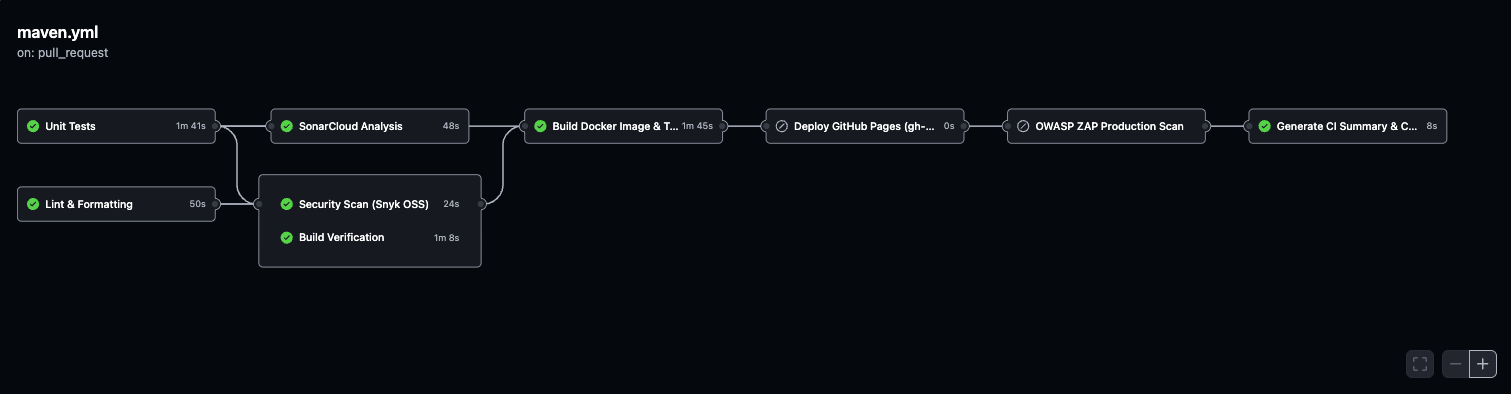 maven.yml
on: pull_request
Unit Tests 1m 41s
SonarCloud Analysis 48s
Build Docker Image & T... 1m 45s
Deploy GitHub Pages (gh-... 0s
OWASP ZAP Production Scan
Generate CI Summary & C... 8s
Lint & Formatting 50s
Security Scan (Snyk OSS) 24s
Build Verification 1m 8s